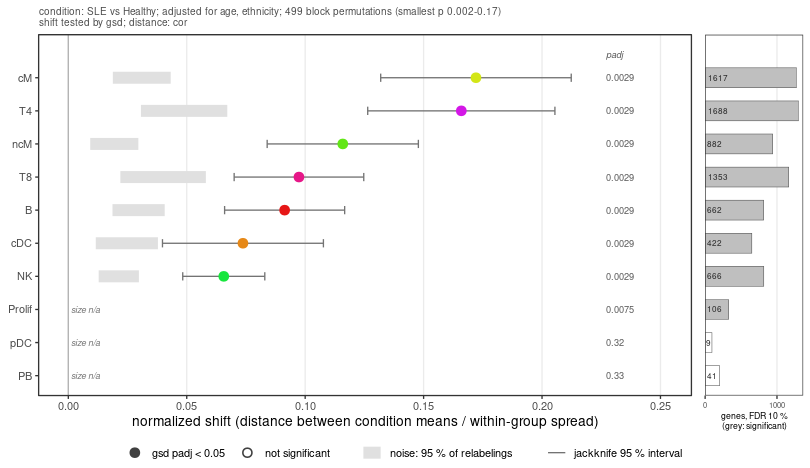 condition: SLE vs Healthy; adjusted for age, ethnicity; 499 block permutations (smallest p 0.002-0.17)
shift tested by gsd; distance: cor
padj
cM 0.0029 1617
T4 0.0029 1688
ncM 0.0029 882
T8 0.0029 1353
B 0.0029 662
cDC 0.0029 422
NK 0.0029 666
Prolif size n/a 0.0075 106
pDC size n/a 0.32 9
PB size n/a 0.33 41
0.00 0.05 0.10 0.15 0.20 0.25 0 1000
normalized shift (distance between condition means / within-group spread)
genes, FDR 10 %
(grey: significant)
gsd padj < 0.05 not significant noise: 95 % of relabelings jackknife 95 % interval